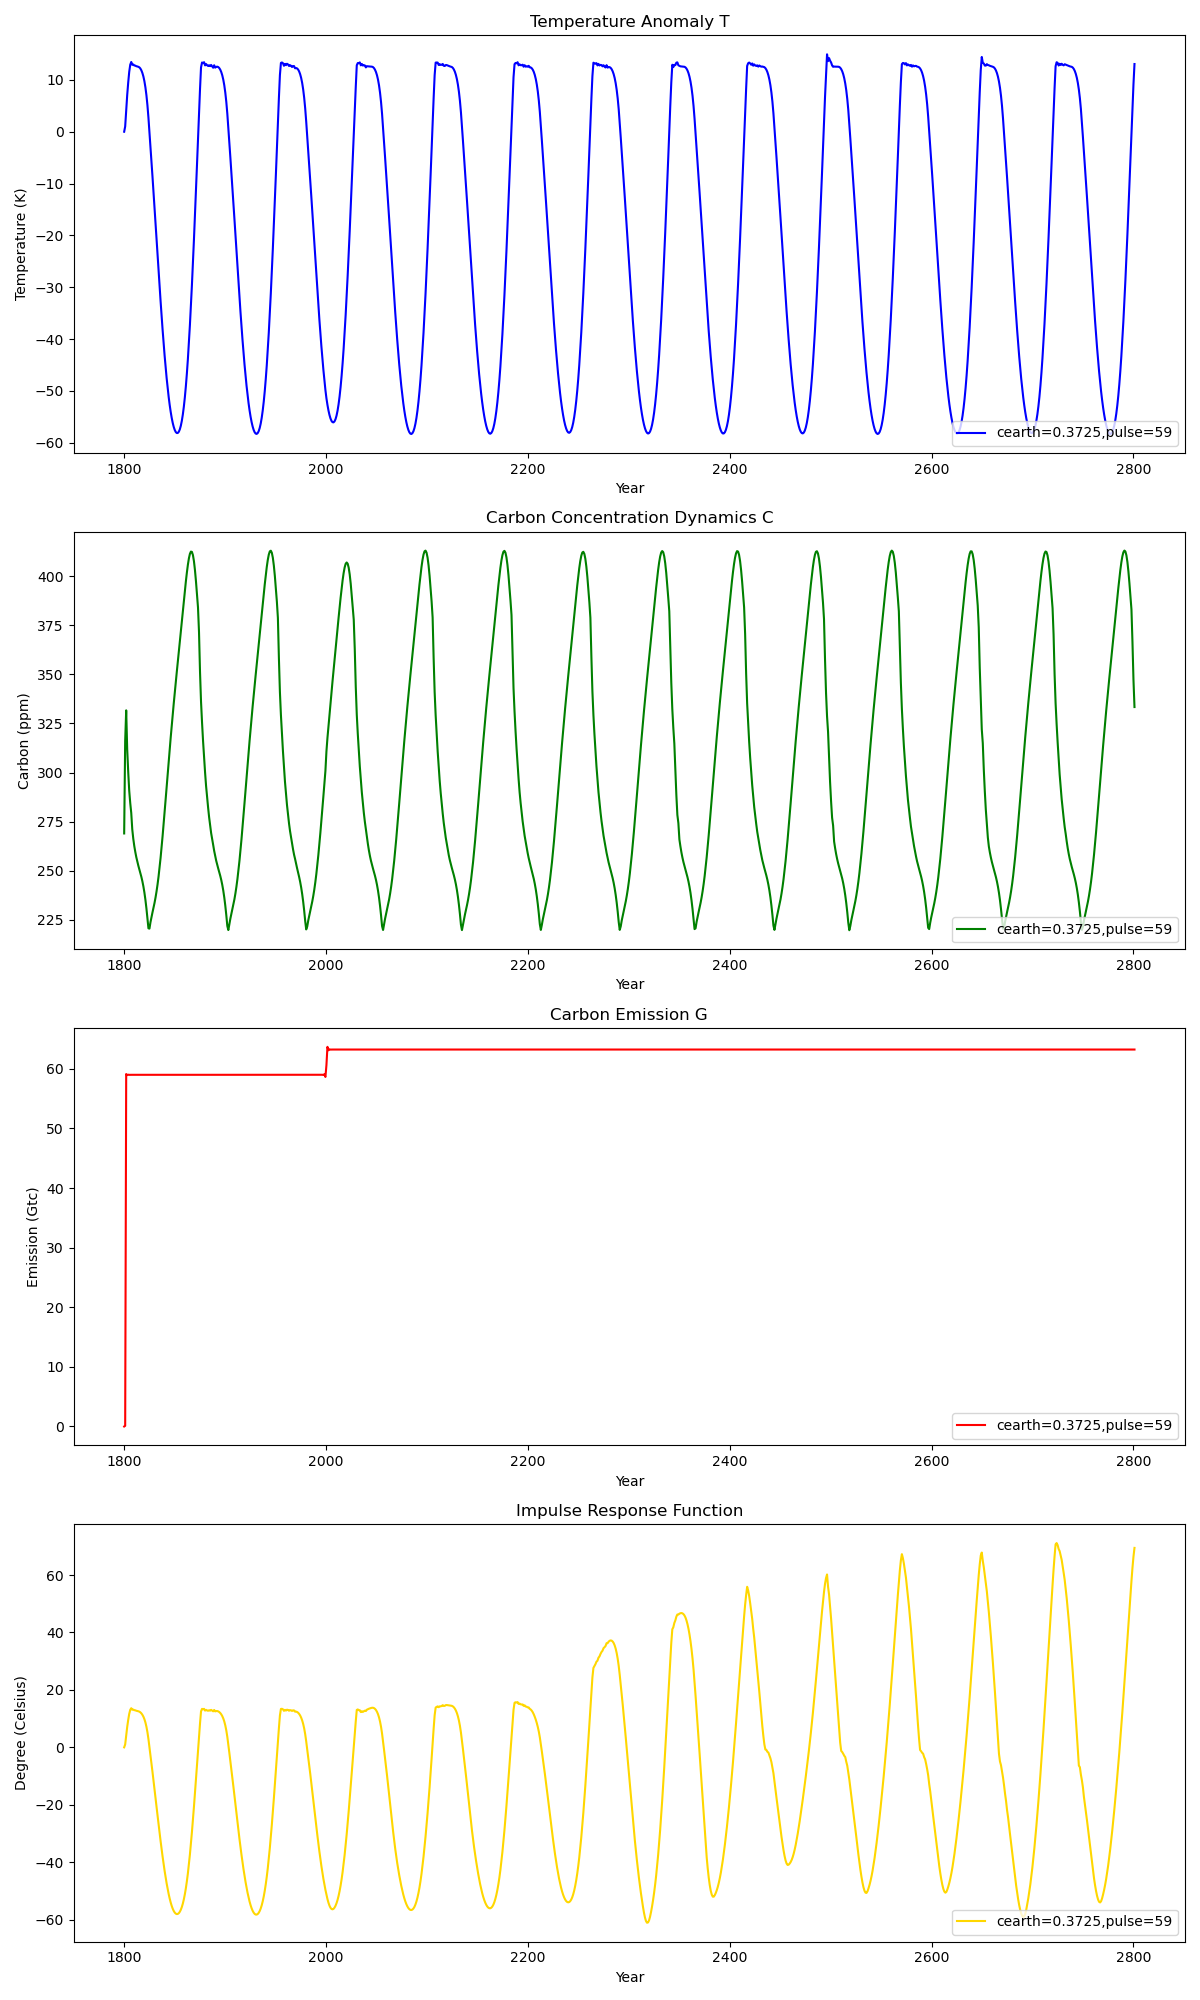 Temperature Anomaly T
10
0
−10
−20
−30
−40
−50
−60
Temperature (K)
1800 2000 2200 2400 2600 2800
Year
cearth=0.3725,pulse=59
Carbon Concentration Dynamics C
400
375
350
325
300
275
250
225
Carbon (ppm)
1800 2000 2200 2400 2600 2800
Year
cearth=0.3725,pulse=59
Carbon Emission G
60
50
40
30
20
10
0
Emission (Gtc)
1800 2000 2200 2400 2600 2800
Year
cearth=0.3725,pulse=59
Impulse Response Function
60
40
20
0
−20
−40
−60
Degree (Celsius)
1800 2000 2200 2400 2600 2800
Year
cearth=0.3725,pulse=59